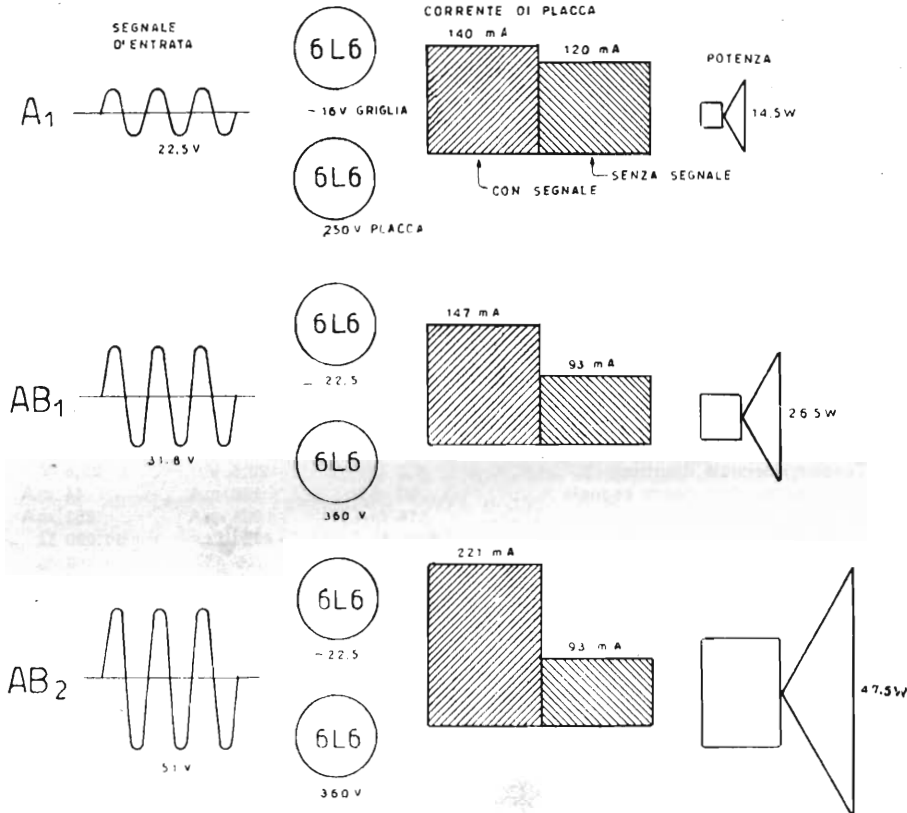 SEGNALE
D'ENTRATA
CORRENTE DI PLACCA
POTENZA
A1
22,5 V
6L6
- 16 V GRIGLIA
6L6
250 V PLACCA
140 mA
120 mA
CON SEGNALE
SENZA SEGNALE
14.5 W
AB1
31.8 V
6L6
- 22.5
6L6
360 V
147 mA
93 mA
26.5 W
AB2
51 V
6L6
- 22.5
6L6
360 V
221 mA
93 mA
47.5 W